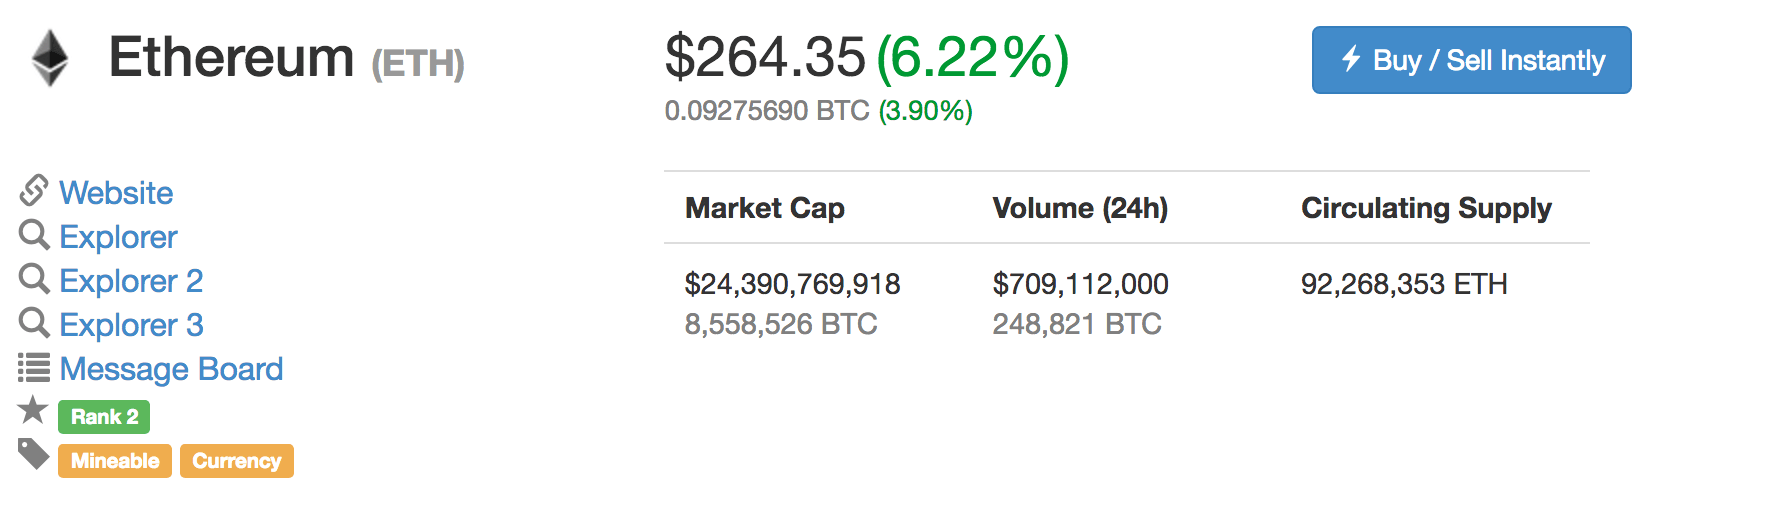 Ethereum (ETH)
$264.35 (6.22%)
0.09275690 BTC (3.90%)
Buy / Sell Instantly
Website
Explorer
Explorer 2
Explorer 3
Message Board
Rank 2
Mineable Currency
Market Cap Volume (24h) Circulating Supply
$24,390,769,918 $709,112,000 92,268,353 ETH
8,558,526 BTC 248,821 BTC